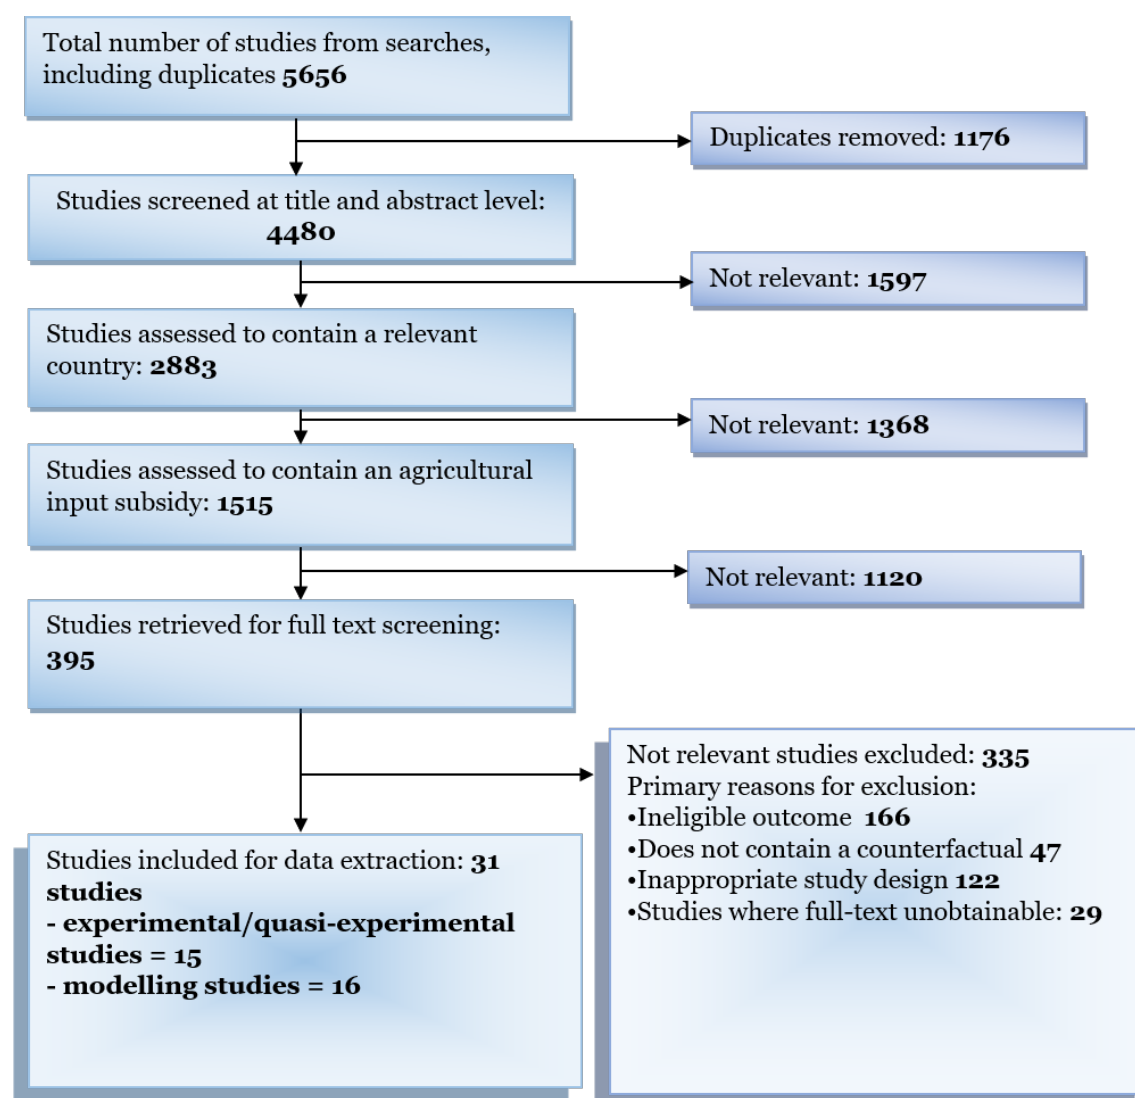 Total number of studies from searches,
including duplicates 5656
Duplicates removed: 1176
Studies screened at title and abstract level:
4480
Not relevant: 1597
Studies assessed to contain a relevant
country: 2883
Not relevant: 1368
Studies assessed to contain an agricultural
input subsidy: 1515
Not relevant: 1120
Studies retrieved for full text screening:
395
Not relevant studies excluded: 335
Primary reasons for exclusion:
•Ineligible outcome 166
•Does not contain a counterfactual 47
•Inappropriate study design 122
•Studies where full-text unobtainable: 29
Studies included for data extraction: 31
studies
- experimental/quasi-experimental
studies = 15
- modelling studies = 16